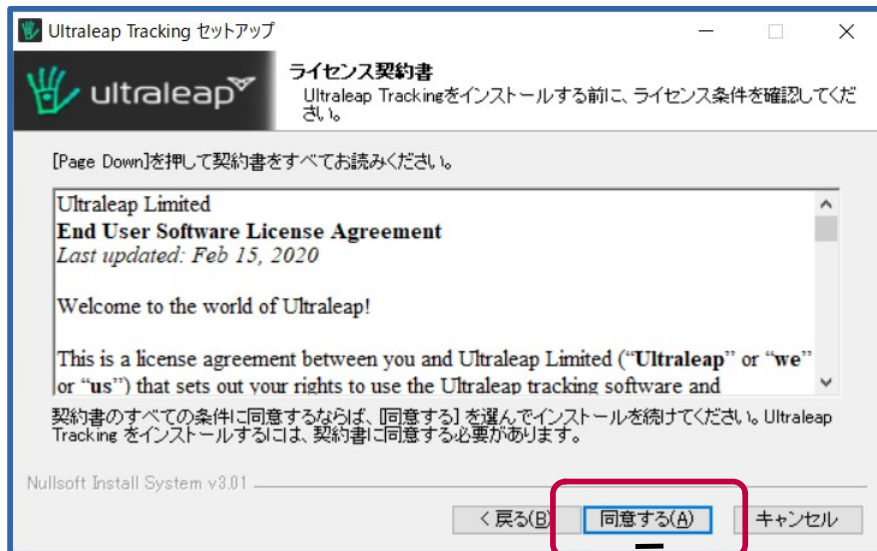 Ultraleap Tracking セットアップ
ultraleap
ライセンス契約書
Ultraleap Trackingをインストールする前に、ライセンス条件を確認してくだ
さい。
[Page Down]を押して契約書をすべてお読みください。
Ultraleap Limited
End User Software License Agreement
Last updated: Feb 15, 2020
Welcome to the world of Ultraleap!
This is a license agreement between you and Ultraleap Limited (“Ultraleap” or “we”
or “us”) that sets out your rights to use the Ultraleap tracking software and
契約書のすべての条件に同意するならば、[同意する] を選んでインストールを続けてください。Ultraleap
Tracking をインストールするには、契約書に同意する必要があります。
Nullsoft Install System v3.01
< 戻る(B) 同意する(A) キャンセル